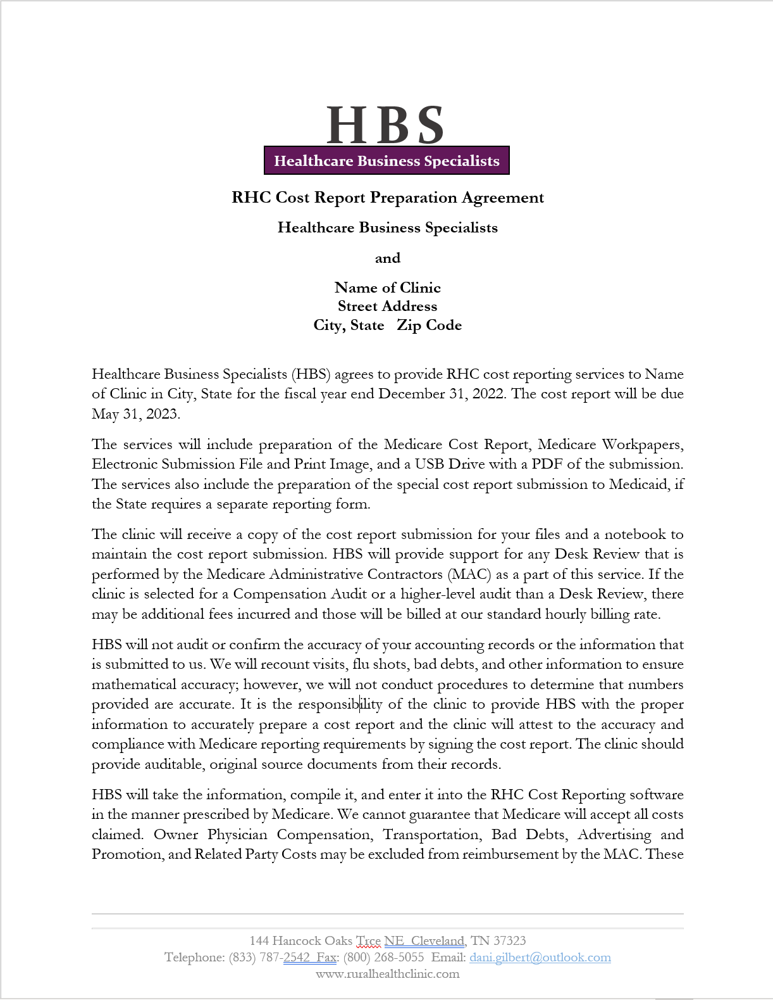 HBS
Healthcare Business Specialists
RHC Cost Report Preparation Agreement
Healthcare Business Specialists
and
Name of Clinic
Street Address
City, State Zip Code
Healthcare Business Specialists (HBS) agrees to provide RHC cost reporting services to Name
of Clinic in City, State for the fiscal year end December 31, 2022. The cost report will be due
May 31, 2023.
The services will include preparation of the Medicare Cost Report, Medicare Workpapers,
Electronic Submission File and Print Image, and a USB Drive with a PDF of the submission.
The services also include the preparation of the special cost report submission to Medicaid, if
the State requires a separate reporting form.
The clinic will receive a copy of the cost report submission for your files and a notebook to
maintain the cost report submission. HBS will provide support for any Desk Review that is
performed by the Medicare Administrative Contractors (MAC) as a part of this service. If the
clinic is selected for a Compensation Audit or a higher-level audit than a Desk Review, there
may be additional fees incurred and those will be billed at our standard hourly billing rate.
HBS will not audit or confirm the accuracy of your accounting records or the information that
is submitted to us. We will recount visits, flu shots, bad debts, and other information to ensure
mathematical accuracy; however, we will not conduct procedures to determine that numbers
provided are accurate. It is the responsibility of the clinic to provide HBS with the proper
information to accurately prepare a cost report and the clinic will attest to the accuracy and
compliance with Medicare reporting requirements by signing the cost report. The clinic should
provide auditable, original source documents from their records.
HBS will take the information, compile it, and enter it into the RHC Cost Reporting software
in the manner prescribed by Medicare. We cannot guarantee that Medicare will accept all costs
claimed. Owner Physician Compensation, Transportation, Bad Debts, Advertising and
Promotion, and Related Party Costs may be excluded from reimbursement by the MAC. These
144 Hancock Oaks Trce NE Cleveland, TN 37323
Telephone: (833) 787-2542 Fax: (800) 268-5055 Email: dani.gilbert@outlook.com
www.ruralhealthclinic.com